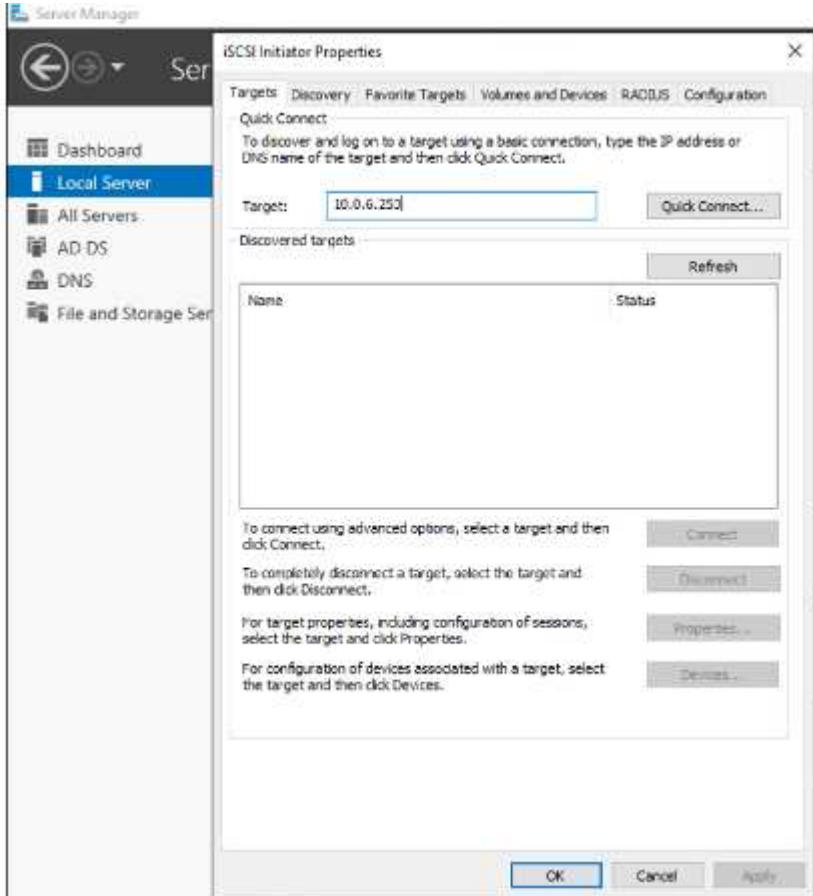 Server Manager
Ser
iSCSI Initiator Properties
Targets Discovery Favorite Targets Volumes and Devices RADIUS Configuration
Quick Connect
To discover and log on to a target using a basic connection, type the IP address or
DNS name of the target and then click Quick Connect.
Target: 10.0.6.253 Quick Connect...
Discovered targets
Refresh
Name Status
To connect using advanced options, select a target and then
click Connect.
Connect
To completely disconnect a target, select the target and
then click Disconnect.
Disconnect
For target properties, including configuration of sessions,
select the target and click Properties.
Properties...
For configuration of devices associated with a target, select
the target and then click Devices.
Devices...
OK Cancel Apply
Dashboard
Local Server
All Servers
AD DS
DNS
File and Storage Ser